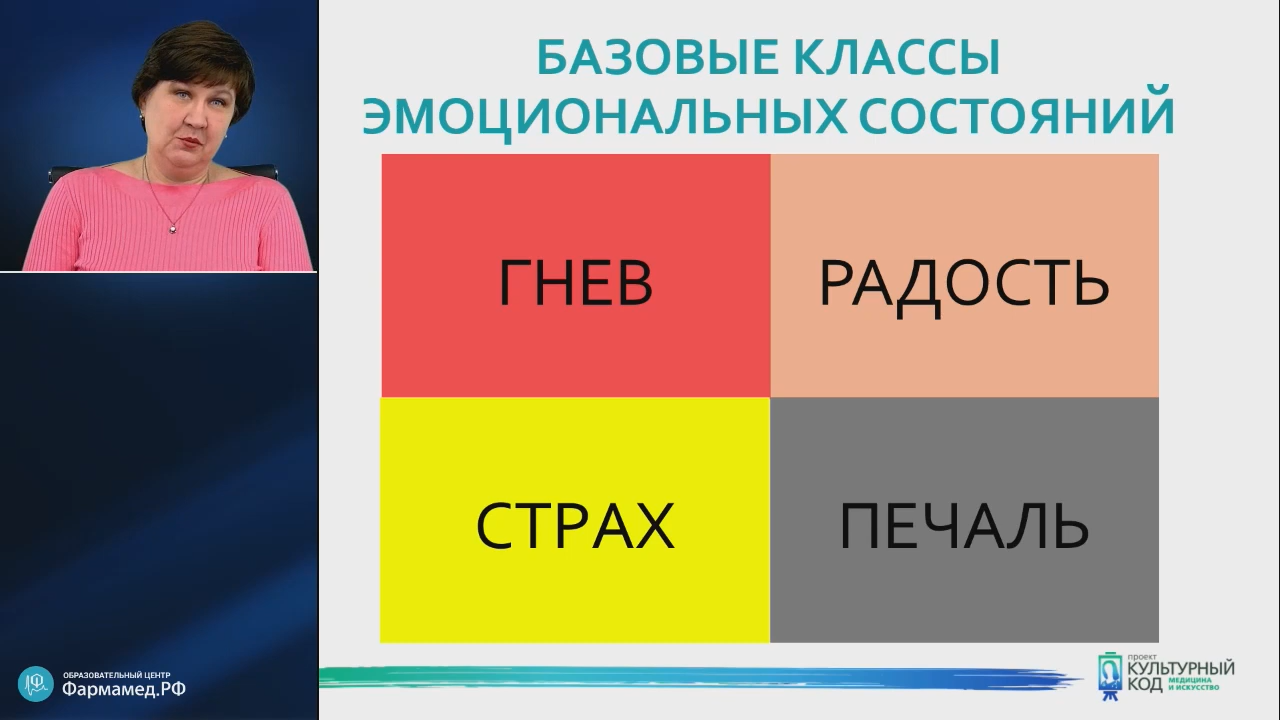 БАЗОВЫЕ КЛАССЫ
ЭМОЦИОНАЛЬНЫХ СОСТОЯНИЙ
ГНЕВ
РАДОСТЬ
СТРАХ
ПЕЧАЛЬ
ОБРАЗОВАТЕЛЬНЫЙ ЦЕНТР
Фармамед.РФ
проект
КУЛЬТУРНЫЙ
КОД
МЕДИЦИНА
И ИСКУССТВО